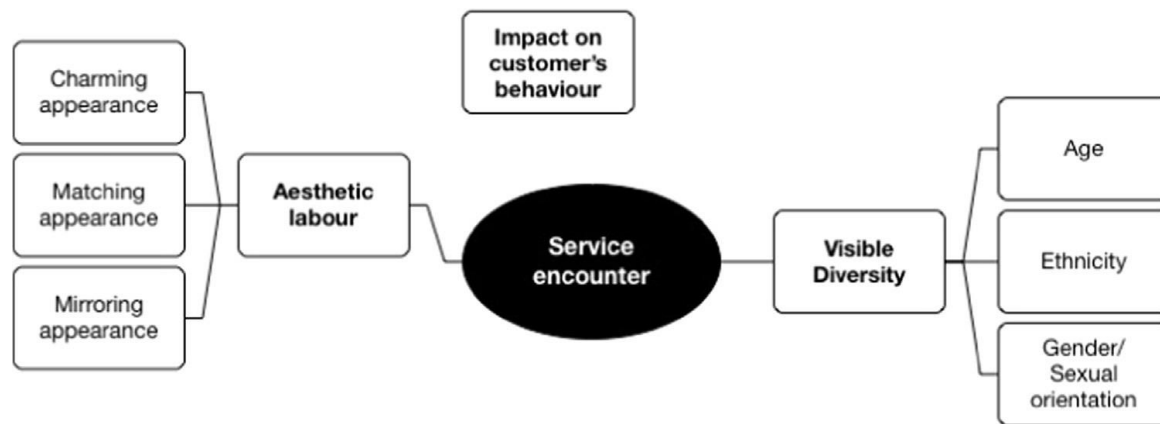 Impact on
customer's
behaviour
Charming
appearance
Matching
appearance
Mirroring
appearance
Aesthetic
labour
Service
encounter
Visible
Diversity
Age
Ethnicity
Gender/
Sexual
orientation